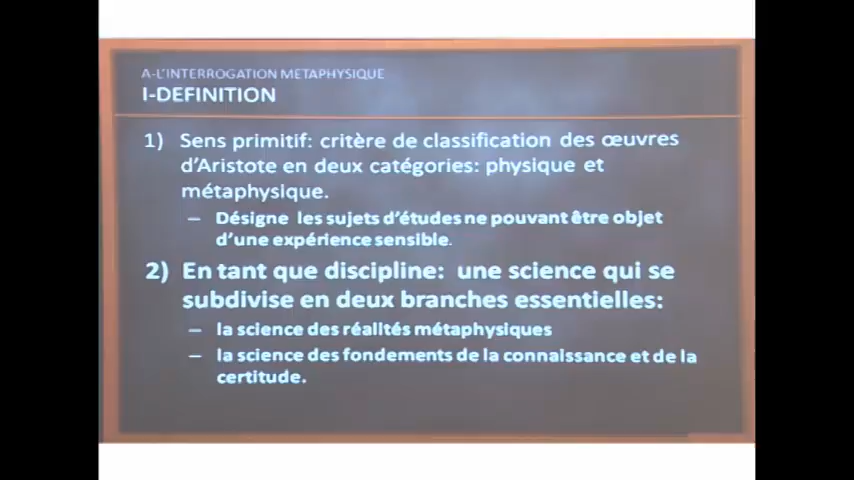 A-L'INTERROGATION METAPHYSIQUE
I-DEFINITION
1) Sens primitif: critère de classification des œuvres
d'Aristote en deux catégories: physique et
métaphysique.
– Désigne les sujets d'études ne pouvant être objet
d'une expérience sensible.
2) En tant que discipline: une science qui se
subdivise en deux branches essentielles:
– la science des réalités métaphysiques
– la science des fondements de la connaissance et de la
certitude.